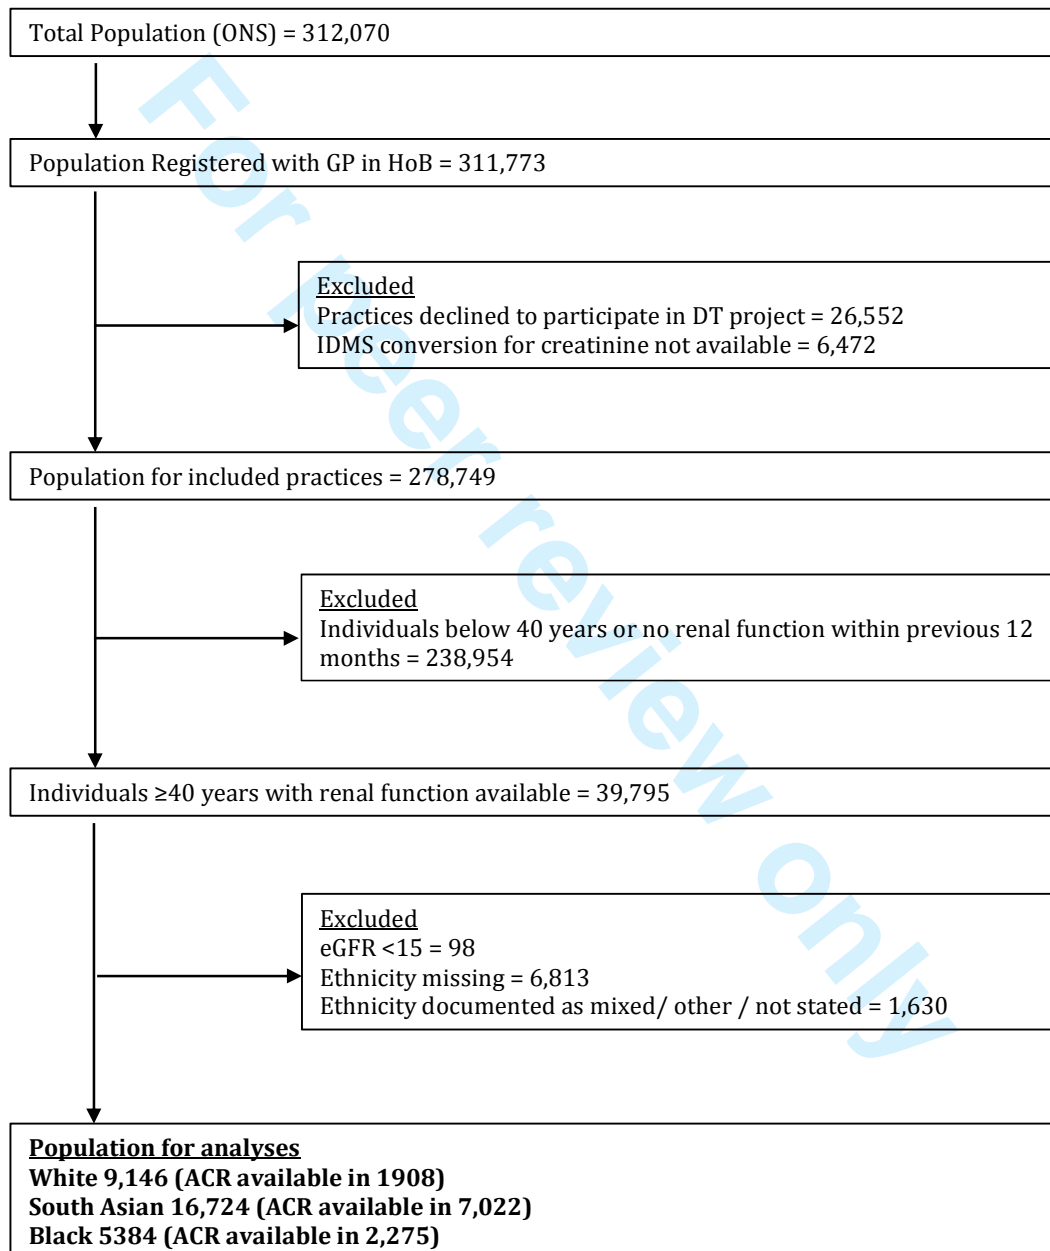 Total Population (ONS) = 312,070
Population Registered with GP in HoB = 311,773
Excluded
Practices declined to participate in DT project = 26,552
IDMS conversion for creatinine not available = 6,472
Population for included practices = 278,749
Excluded
Individuals below 40 years or no renal function within previous 12
months = 238,954
Individuals ≥40 years with renal function available = 39,795
Excluded
eGFR <15 = 98
Ethnicity missing = 6,813
Ethnicity documented as mixed/ other / not stated = 1,630
Population for analyses
White 9,146 (ACR available in 1908)
South Asian 16,724 (ACR available in 7,022)
Black 5384 (ACR available in 2,275)
For peer review only